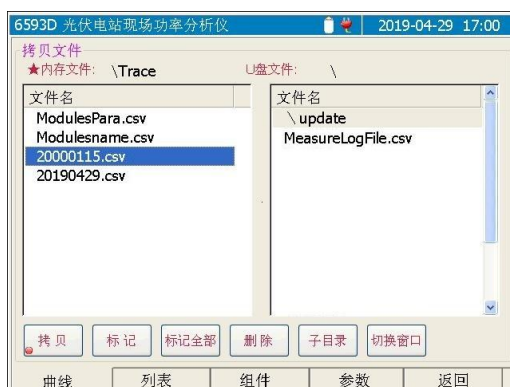 6593D 光伏电站现场功率分析仪 2019-04-29 17:00
拷贝文件
★内存文件: \Trace U盘文件: \
文件名 文件名
ModulesPara.csv \ update
Modulesname.csv MeasureLogFile.csv
20000115.csv
20190429.csv
拷 贝 标 记 标记全部 删 除 子目录 切换窗口
曲线 列表 组件 参数 返回